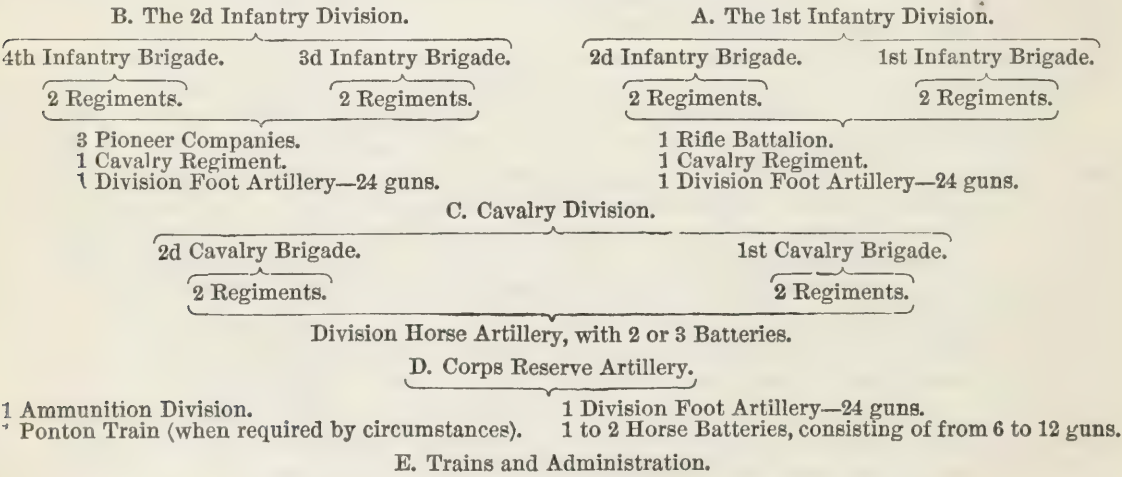 B. The 2d Infantry Division. A. The 1st Infantry Division.
4th Infantry Brigade. 3d Infantry Brigade. 2d Infantry Brigade. 1st Infantry Brigade.
2 Regiments. 2 Regiments. 2 Regiments. 2 Regiments.
3 Pioneer Companies. 1 Rifle Battalion.
1 Cavalry Regiment. 1 Cavalry Regiment.
1 Division Foot Artillery—24 guns. 1 Division Foot Artillery—24 guns.
C. Cavalry Division.
2d Cavalry Brigade. 1st Cavalry Brigade.
2 Regiments. 2 Regiments.
Division Horse Artillery, with 2 or 3 Batteries.
D. Corps Reserve Artillery.
1 Ammunition Division. 1 Division Foot Artillery—24 guns.
Ponton Train (when required by circumstances). 1 to 2 Horse Batteries, consisting of from 6 to 12 guns.
E. Trains and Administration.